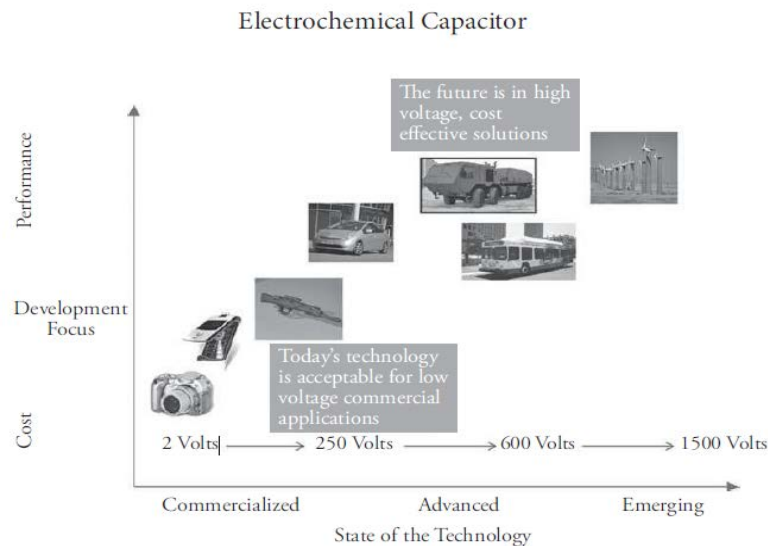 Electrochemical Capacitor
The future is in high
voltage, cost
effective solutions
Performance
Development
Focus
Today's technology
is acceptable for low
voltage commercial
applications
Cost
2 Volts 250 Volts 600 Volts 1500 Volts
Commercialized Advanced Emerging
State of the Technology